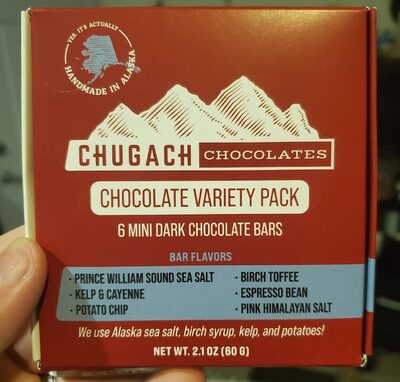 YES, IT'S ACTUALLY
HANDMADE IN ALASKA
CHUGACH CHOCOLATES
CHOCOLATE VARIETY PACK
6 MINI DARK CHOCOLATE BARS
BAR FLAVORS
• PRINCE WILLIAM SOUND SEA SALT
• KELP & CAYENNE
• POTATO CHIP
• BIRCH TOFFEE
• ESPRESSO BEAN
• PINK HIMALAYAN SALT
We use Alaska sea salt, birch syrup, kelp, and potatoes!
NET WT. 2.1 OZ (60 G)